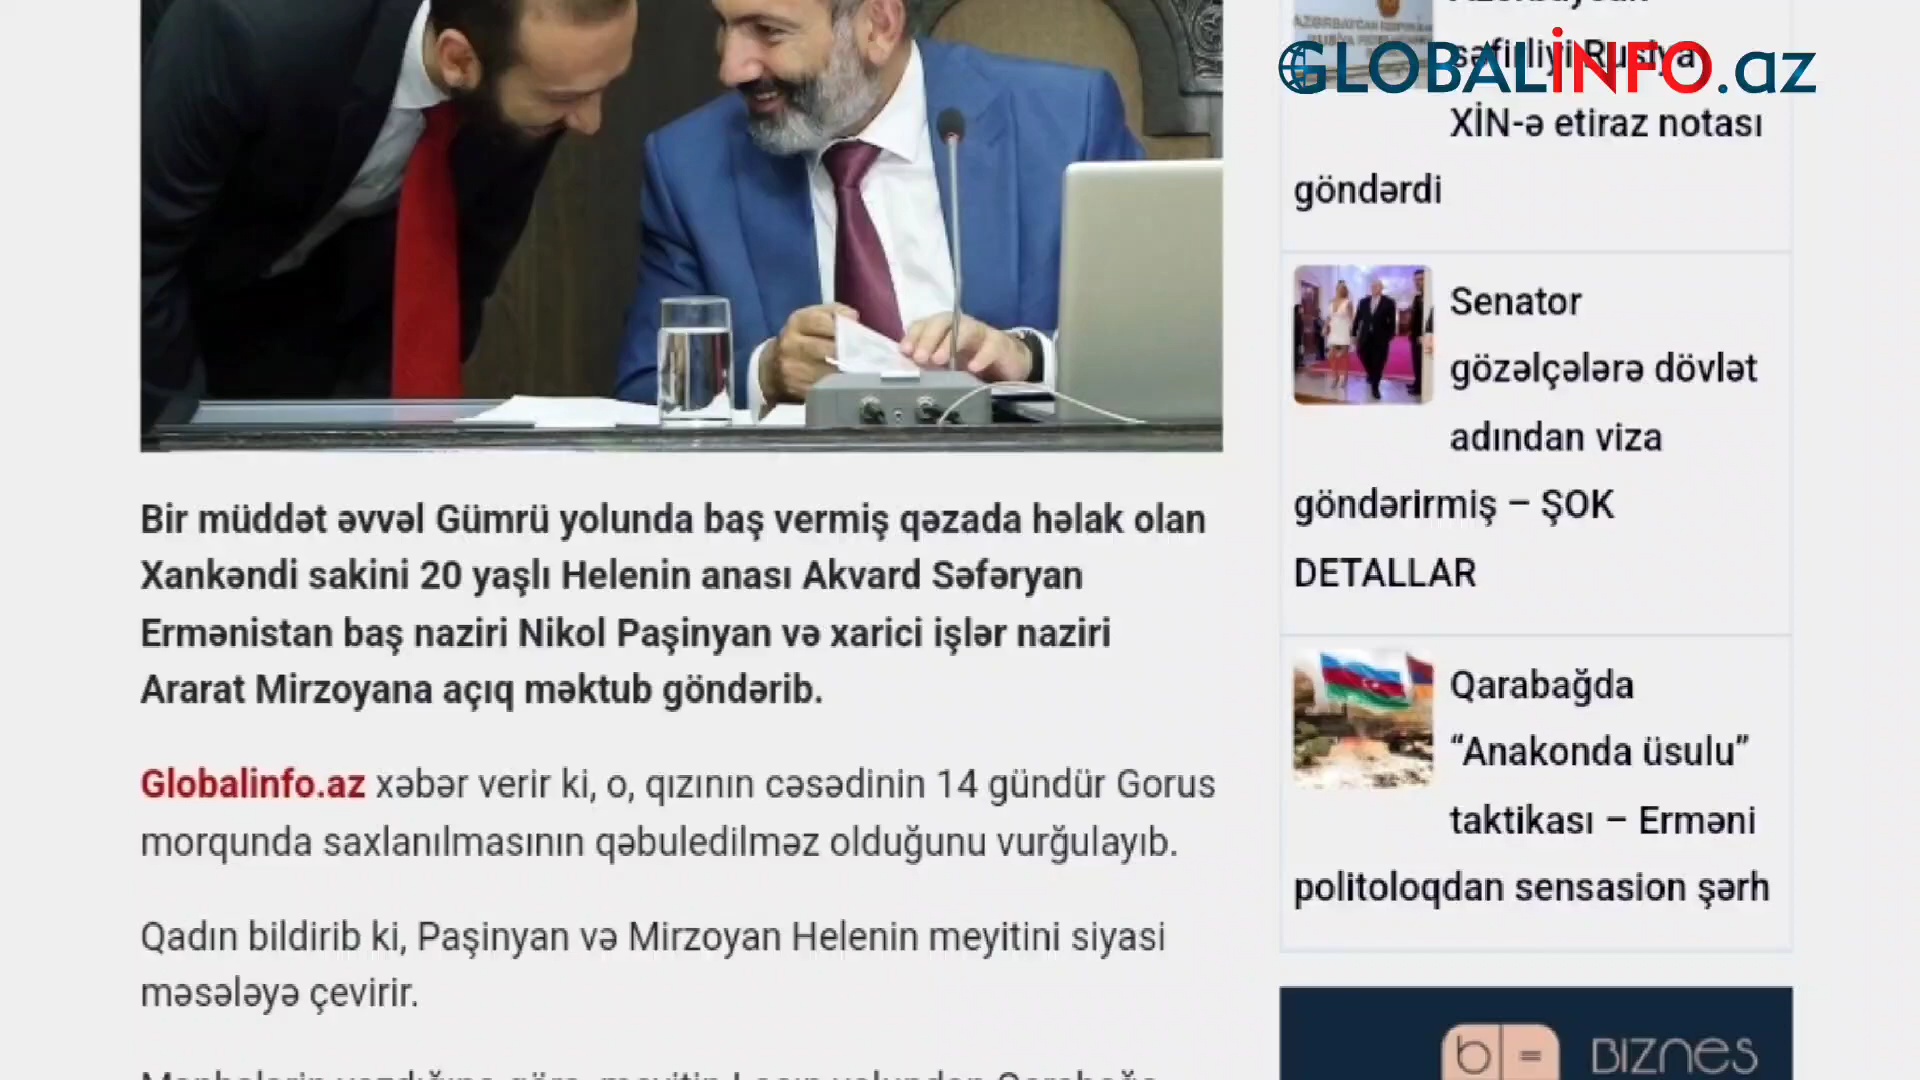 GLOBALİNFO.az
səfirliyi Rusiya
XİN-ə etiraz notası
göndərdi
Senator
gözəlçələrə dövlət
adından viza
göndərirmiş – ŞOK
DETALLAR
Qarabağda
“Anakonda üsulu”
taktikası – Erməni
politoloqdan sensasion şərh
BIZNES
Bir müddət əvvəl Gümrü yolunda baş vermiş qəzada həlak olan
Xankəndi sakini 20 yaşlı Helenin anası Akvard Səfəryan
Ermənistan baş naziri Nikol Paşinyan və xarici işlər naziri
Ararat Mirzoyana açıq məktub göndərib.
Globalinfo.az xəbər verir ki, o, qızının cəsədinin 14 gündür Gorus
morqunda saxlanılmasının qəbuledilməz olduğunu vurğulayıb.
Qadın bildirib ki, Paşinyan və Mirzoyan Helenin meyitini siyasi
məsələyə çevirir.